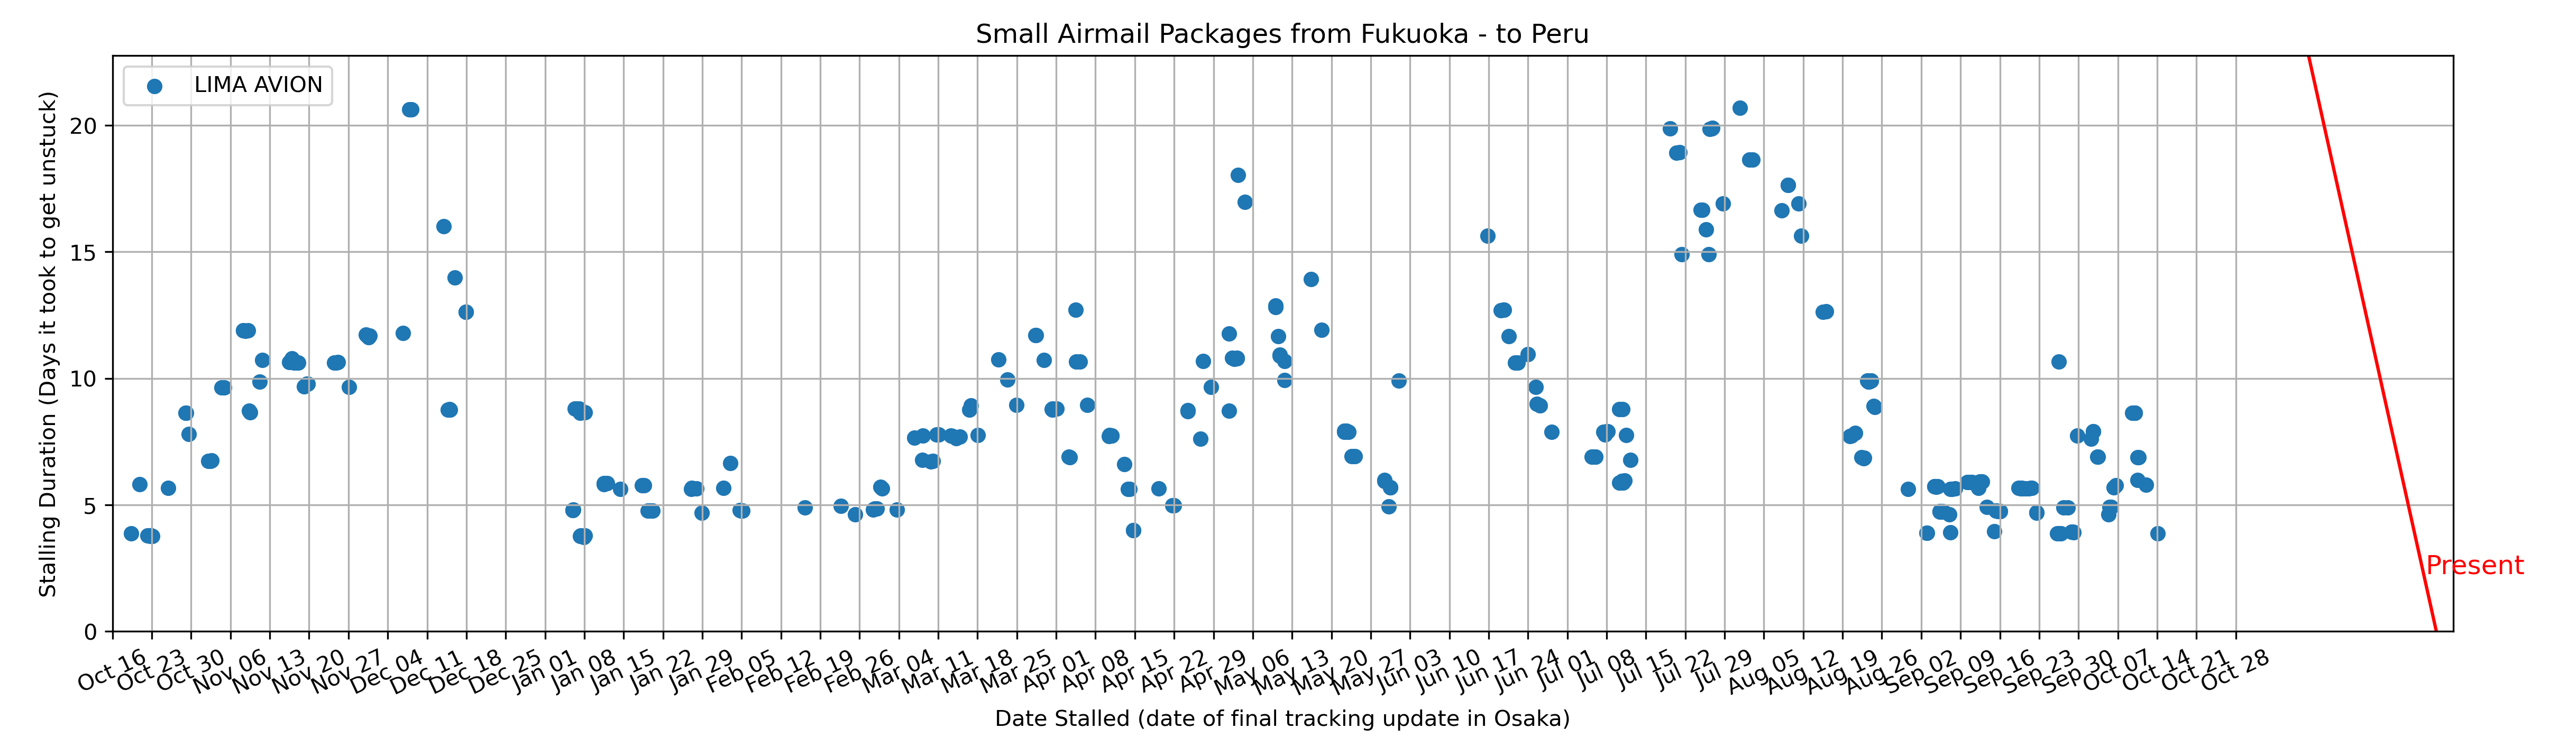 Small Airmail Packages from Fukuoka - to Peru
LIMA AVION
Stalling Duration (Days it took to get unstuck)
20
15
10
5
0
Present
Oct 16
Oct 23
Oct 30
Nov 06
Nov 13
Nov 20
Nov 27
Dec 04
Dec 11
Dec 18
Dec 25
Jan 01
Jan 08
Jan 15
Jan 22
Jan 29
Feb 05
Feb 12
Feb 19
Feb 26
Mar 04
Mar 11
Mar 18
Mar 25
Apr 01
Apr 08
Apr 15
Apr 22
Apr 29
May 06
May 13
May 20
May 27
Jun 03
Jun 10
Jun 17
Jun 24
Jul 01
Jul 08
Jul 15
Jul 22
Jul 29
Aug 05
Aug 12
Aug 19
Aug 26
Sep 02
Sep 09
Sep 16
Sep 23
Sep 30
Oct 07
Oct 14
Oct 21
Oct 28
Date Stalled (date of final tracking update in Osaka)